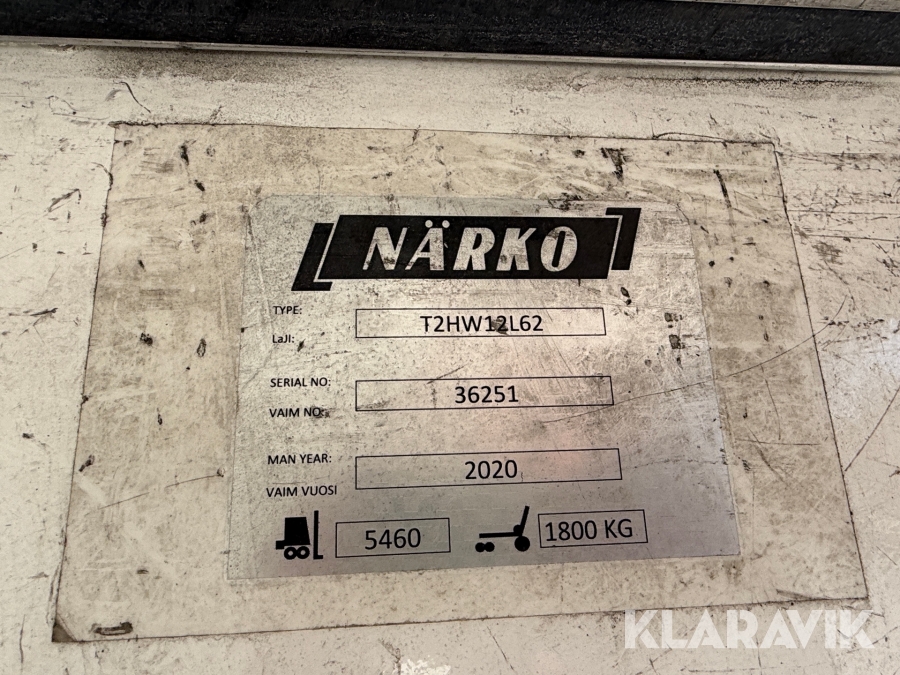 NÄRKO
TYPE:
LaJI:
T2HW12L62
SERIAL NO:
VAIM NO:
36251
MAN YEAR:
VAIM VUOSI
2020
5460
1800 KG
KLARAVIK